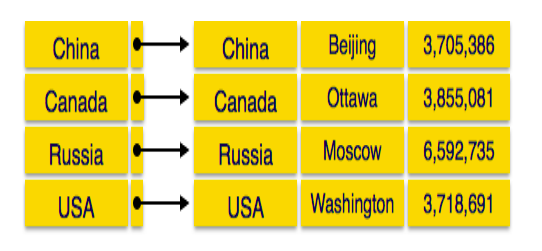 China China Beijing 3,705,386
Canada Canada Ottawa 3,855,081
Russia Russia Moscow 6,592,735
USA USA Washington 3,718,691